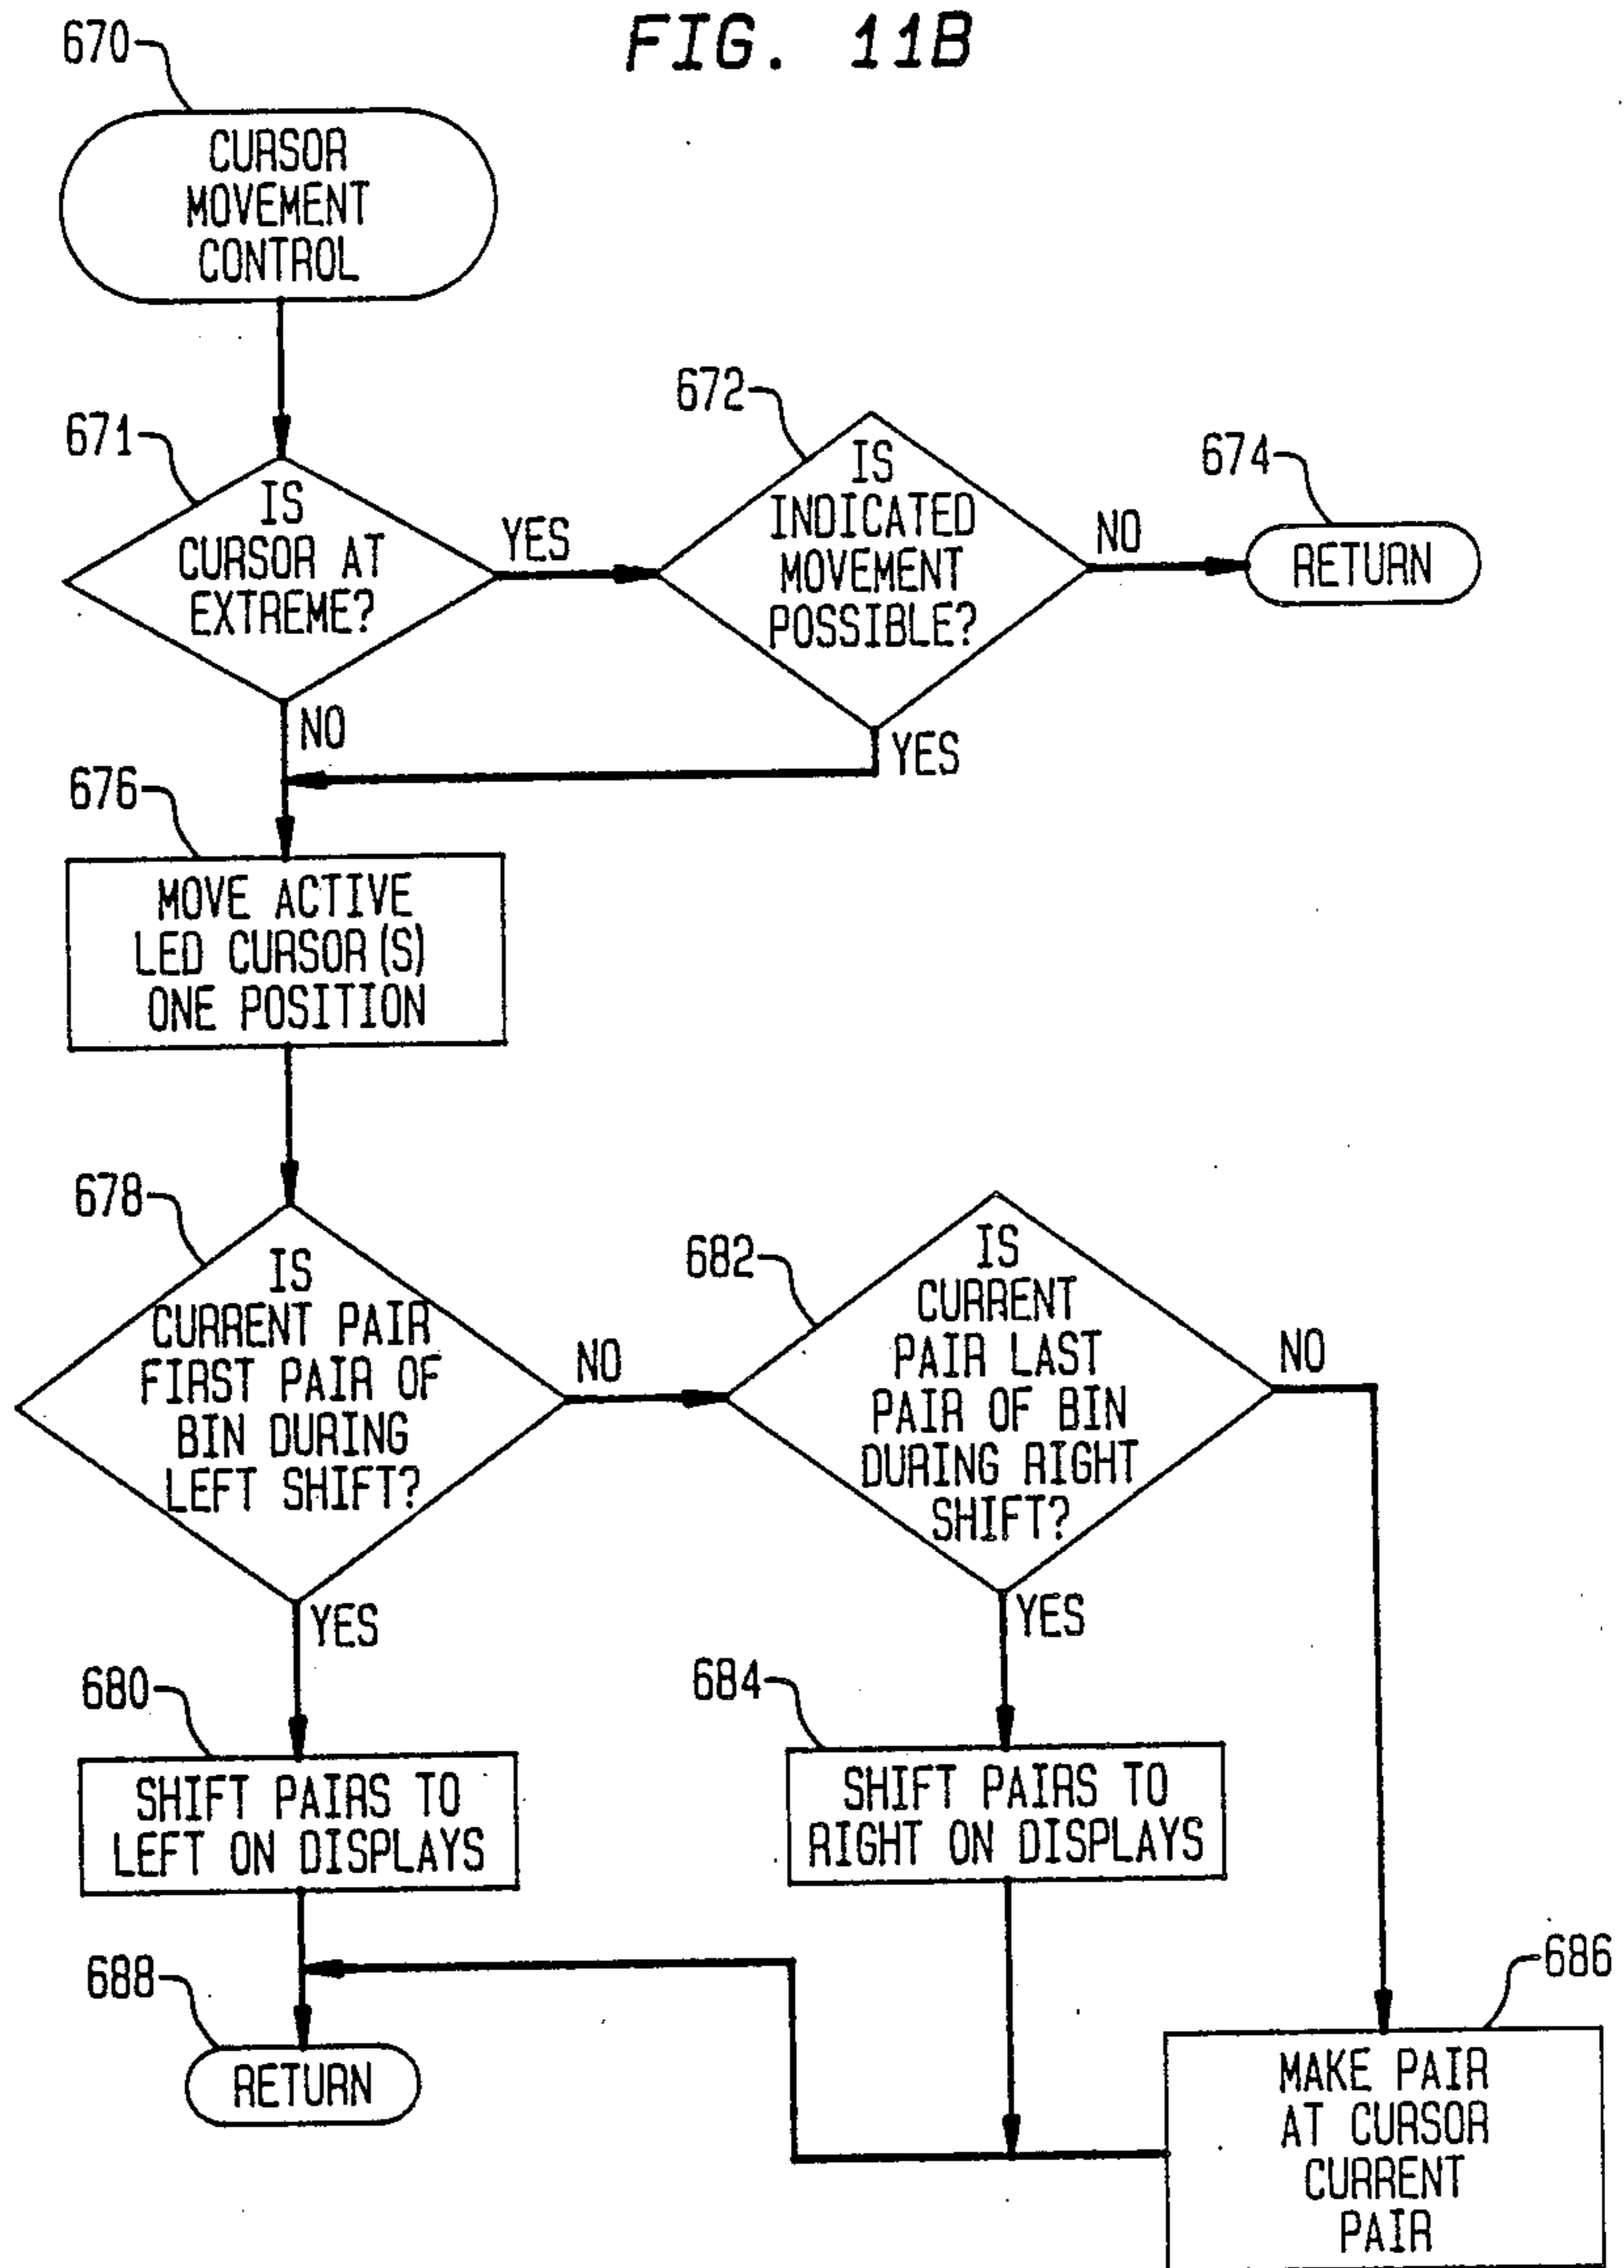 FIG. 11B
670
CURSOR
MOVEMENT
CONTROL
671
IS
CURSOR AT
EXTREME?
YES
NO
672
IS
INDICATED
MOVEMENT
POSSIBLE?
NO
YES
674
RETURN
676
MOVE ACTIVE
LED CURSOR(S)
ONE POSITION
678
IS
CURRENT PAIR
FIRST PAIR OF
BIN DURING
LEFT SHIFT?
NO
YES
682
IS
CURRENT
PAIR LAST
PAIR OF BIN
DURING RIGHT
SHIFT?
NO
YES
680
SHIFT PAIRS TO
LEFT ON DISPLAYS
684
SHIFT PAIRS TO
RIGHT ON DISPLAYS
686
MAKE PAIR
AT CURSOR
CURRENT
PAIR
688
RETURN